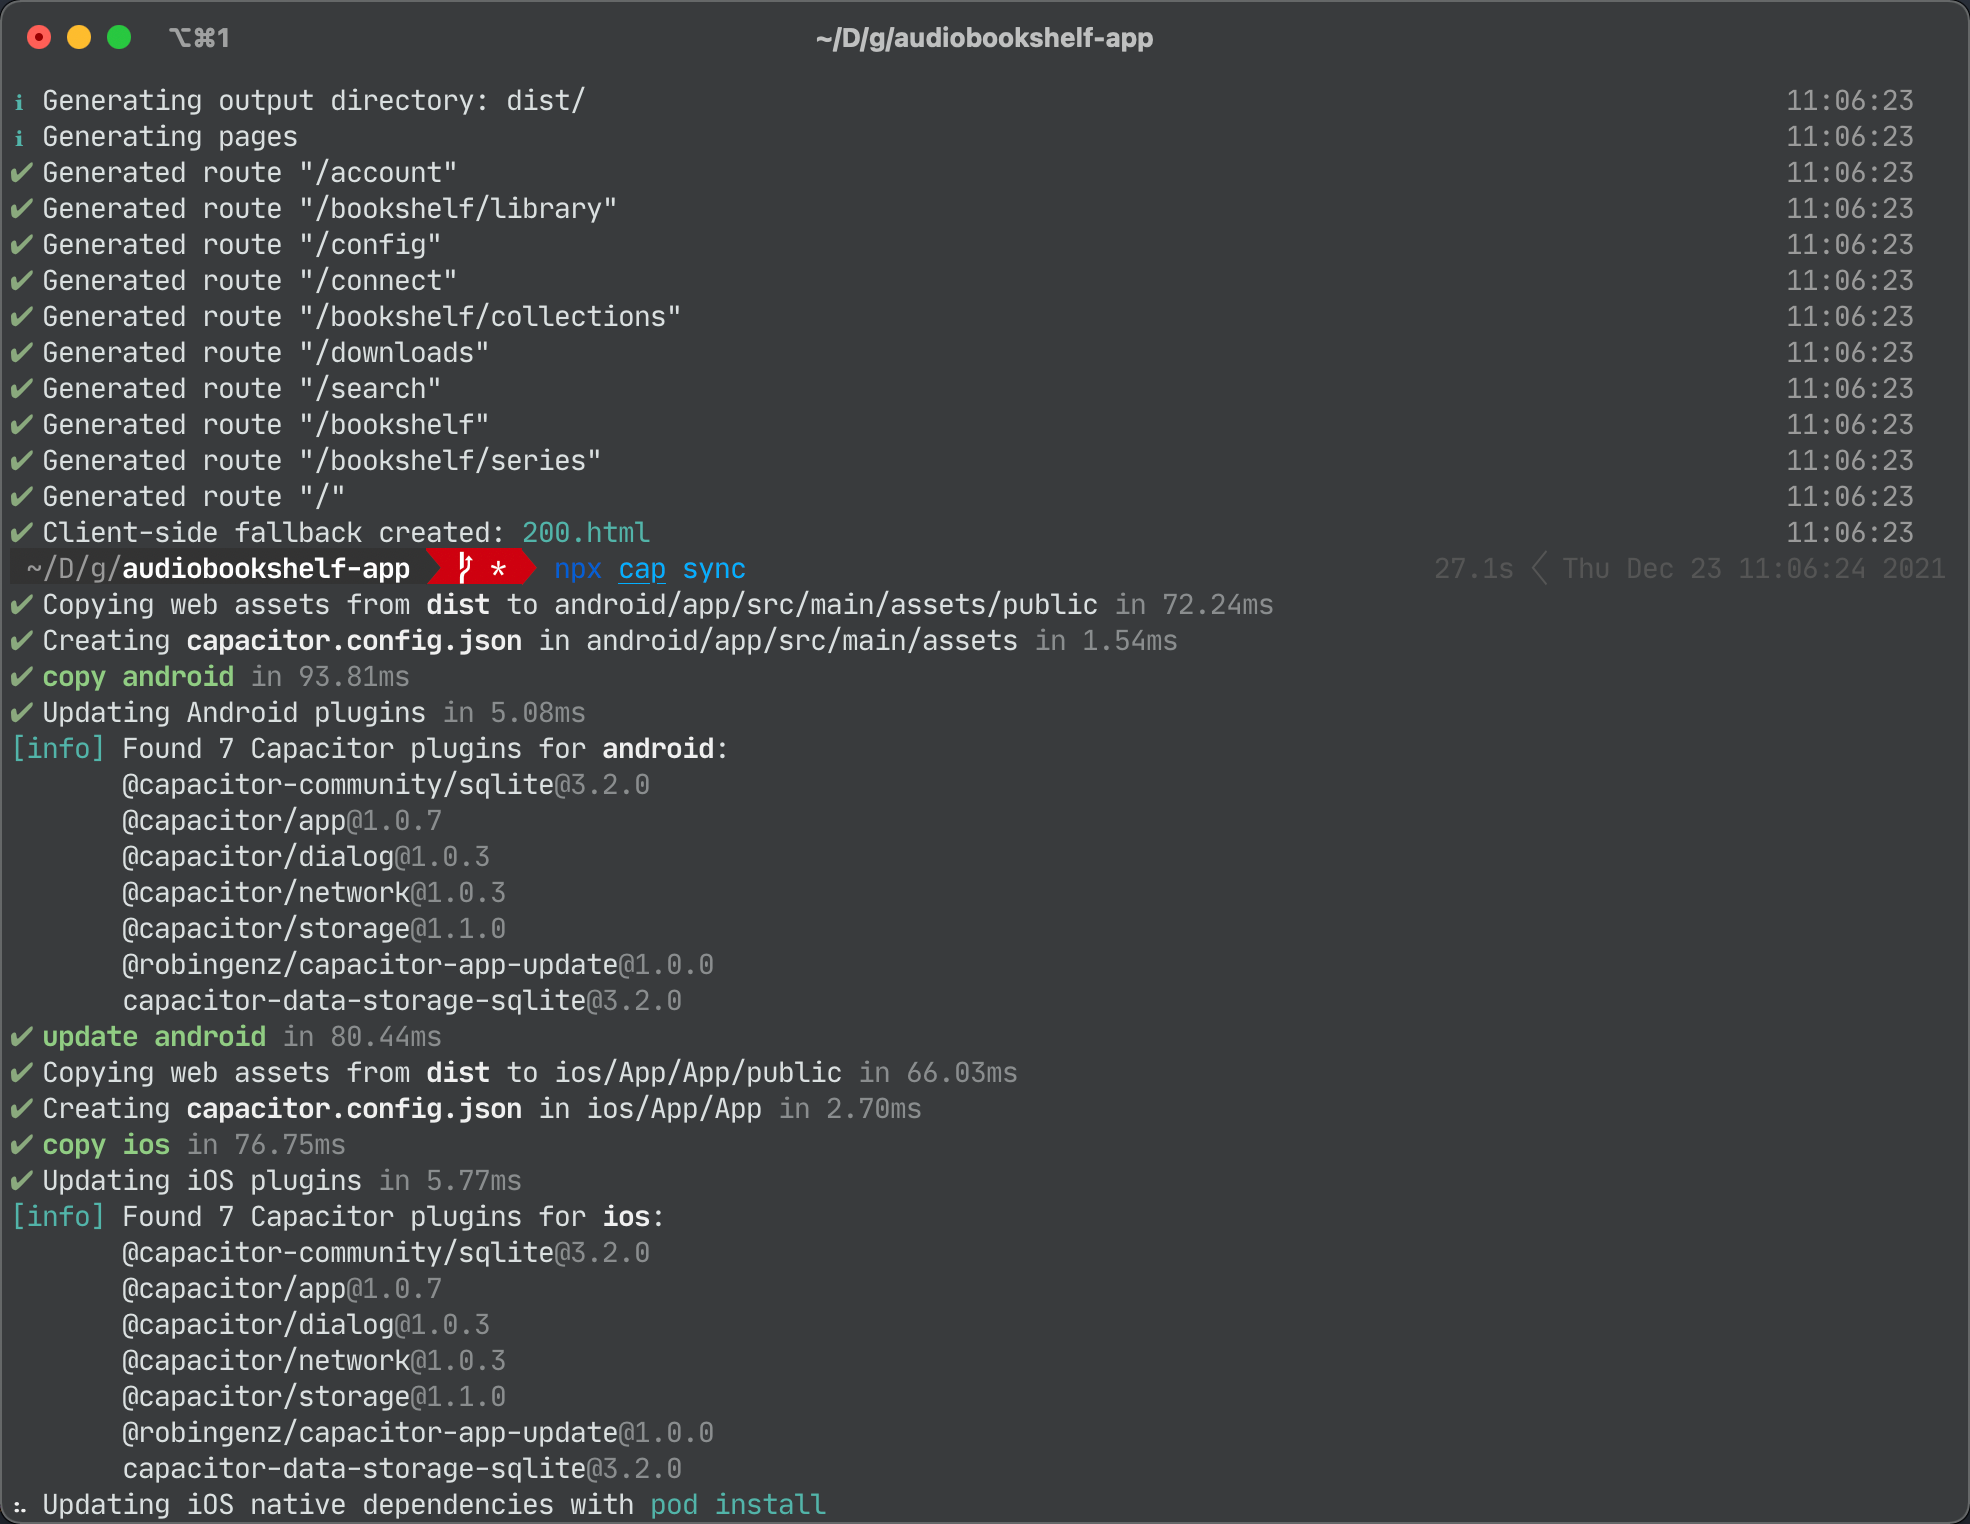 ⌥⌘1 ~/D/g/audiobookshelf-app
ℹ Generating output directory: dist/ 11:06:23
ℹ Generating pages 11:06:23
✔ Generated route "/account" 11:06:23
✔ Generated route "/bookshelf/library" 11:06:23
✔ Generated route "/config" 11:06:23
✔ Generated route "/connect" 11:06:23
✔ Generated route "/bookshelf/collections" 11:06:23
✔ Generated route "/downloads" 11:06:23
✔ Generated route "/search" 11:06:23
✔ Generated route "/bookshelf" 11:06:23
✔ Generated route "/bookshelf/series" 11:06:23
✔ Generated route "/" 11:06:23
✔ Client-side fallback created: 200.html 11:06:23
~/D/g/audiobookshelf-app * npx cap sync 27.1s Thu Dec 23 11:06:24 2021
✔ Copying web assets from dist to android/app/src/main/assets/public in 72.24ms
✔ Creating capacitor.config.json in android/app/src/main/assets in 1.54ms
✔ copy android in 93.81ms
✔ Updating Android plugins in 5.08ms
[info] Found 7 Capacitor plugins for android:
@capacitor-community/sqlite@3.2.0
@capacitor/app@1.0.7
@capacitor/dialog@1.0.3
@capacitor/network@1.0.3
@capacitor/storage@1.1.0
@robingenz/capacitor-app-update@1.0.0
capacitor-data-storage-sqlite@3.2.0
✔ update android in 80.44ms
✔ Copying web assets from dist to ios/App/App/public in 66.03ms
✔ Creating capacitor.config.json in ios/App/App in 2.70ms
✔ copy ios in 76.75ms
✔ Updating iOS plugins in 5.77ms
[info] Found 7 Capacitor plugins for ios:
@capacitor-community/sqlite@3.2.0
@capacitor/app@1.0.7
@capacitor/dialog@1.0.3
@capacitor/network@1.0.3
@capacitor/storage@1.1.0
@robingenz/capacitor-app-update@1.0.0
capacitor-data-storage-sqlite@3.2.0
Updating iOS native dependencies with pod install